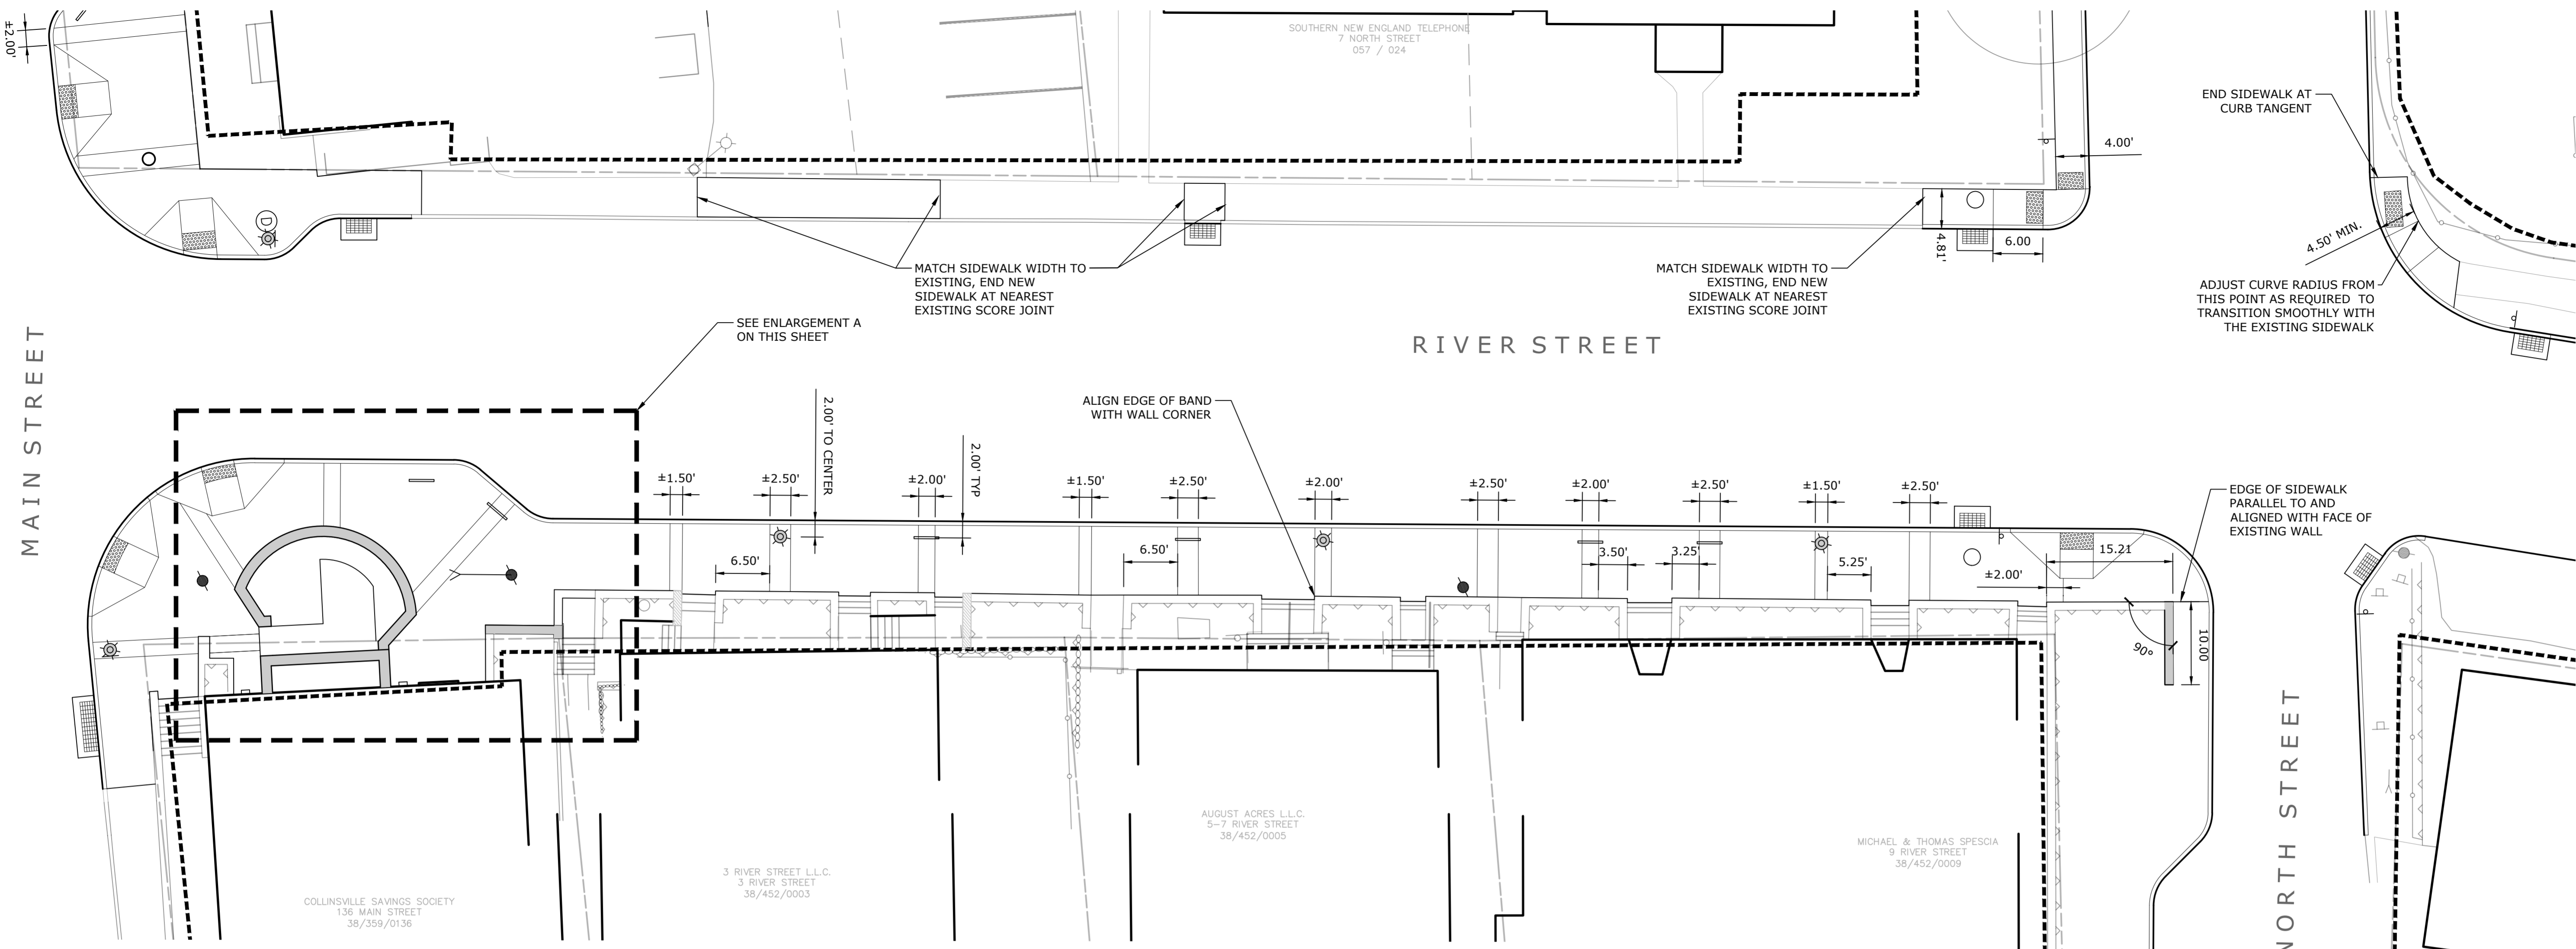 ±2.00'
SOUTHERN NEW ENGLAND TELEPHONE
7 NORTH STREET
057 / 024
END SIDEWALK AT
CURB TANGENT
4.00'
D
4.81'
6.00
4.50' MIN.
MATCH SIDEWALK WIDTH TO
EXISTING, END NEW
SIDEWALK AT NEAREST
EXISTING SCORE JOINT
MATCH SIDEWALK WIDTH TO
EXISTING, END NEW
SIDEWALK AT NEAREST
EXISTING SCORE JOINT
ADJUST CURVE RADIUS FROM
THIS POINT AS REQUIRED TO
TRANSITION SMOOTHLY WITH
THE EXISTING SIDEWALK
SEE ENLARGEMENT A
ON THIS SHEET
RIVER STREET
MAIN STREET
ALIGN EDGE OF BAND
WITH WALL CORNER
2.00' TO CENTER
2.00' TYP
±1.50'
±2.50'
±2.00'
±1.50'
±2.50'
±2.00'
±2.50'
±2.00'
±2.50'
±1.50'
±2.50'
EDGE OF SIDEWALK
PARALLEL TO AND
ALIGNED WITH FACE OF
EXISTING WALL
6.50'
6.50'
3.50'
3.25'
5.25'
15.21
±2.00'
90°
10.00
NORTH STREET
AUGUST ACRES L.L.C.
5-7 RIVER STREET
38/452/0005
MICHAEL & THOMAS SPESCIA
9 RIVER STREET
38/452/0009
3 RIVER STREET L.L.C.
3 RIVER STREET
38/452/0003
COLLINSVILLE SAVINGS SOCIETY
136 MAIN STREET
38/359/0136